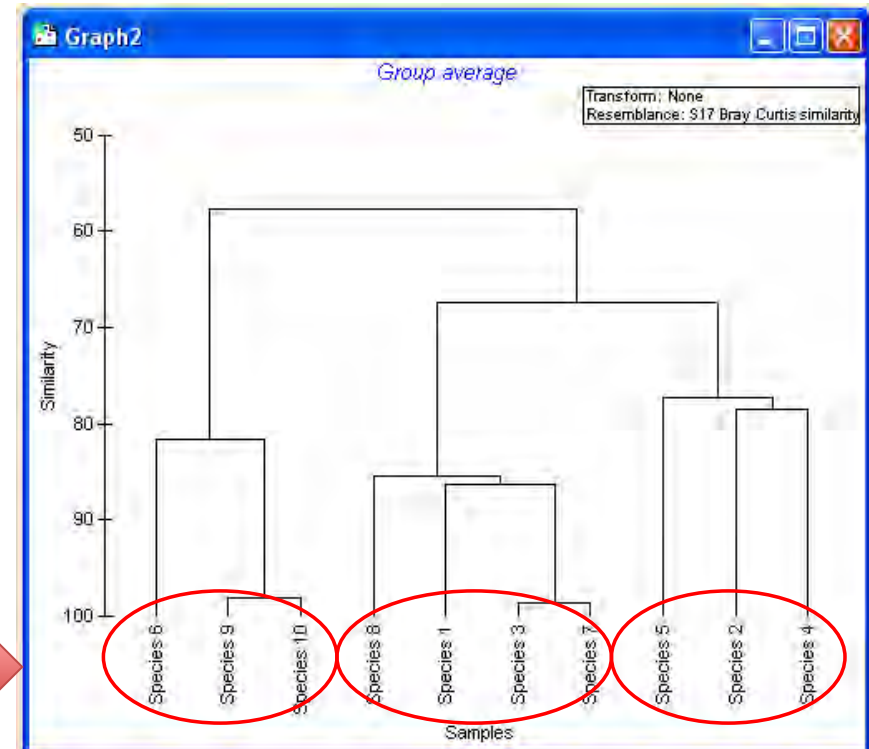 Graph2
Group average
Transform: None
Resemblance: S17 Bray Curtis similarity
50
60
70
80
90
100
Similarity
Species 6
Species 9
Species 10
Species 8
Species 1
Species 3
Species 7
Species 5
Species 2
Species 4
Samples